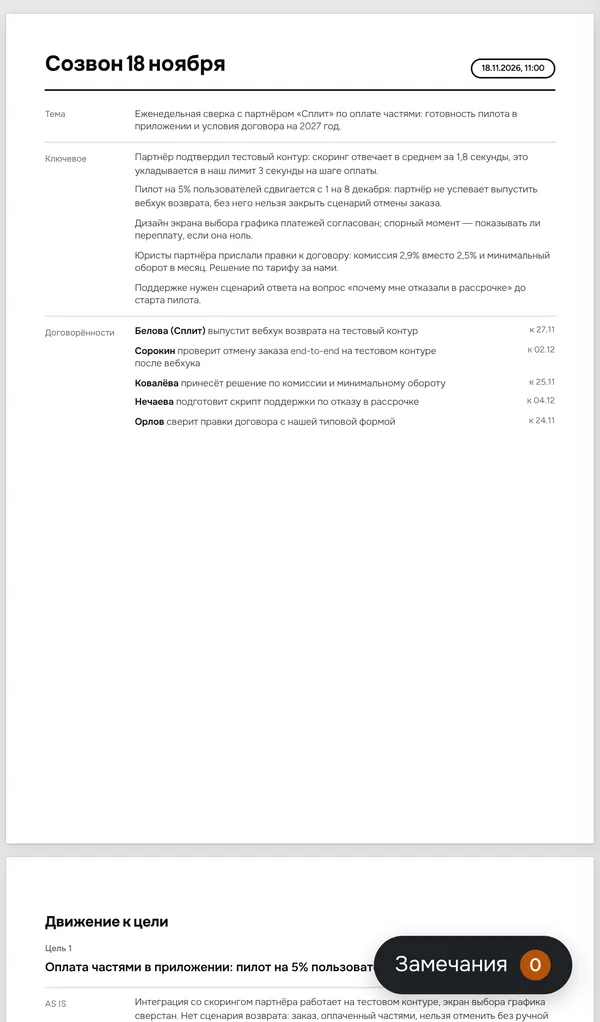 Созвон 18 ноября
18.11.2026, 11:00
Тема
Еженедельная сверка с партнёром «Сплит» по оплате частями: готовность пилота в
приложении и условия договора на 2027 год.
Ключевое
Партнёр подтвердил тестовый контур: скоринг отвечает в среднем за 1,8 секунды, это
укладывается в наш лимит 3 секунды на шаге оплаты.
Пилот на 5% пользователей сдвигается с 1 на 8 декабря: партнёр не успевает выпустить
вебхук возврата, без него нельзя закрыть сценарий отмены заказа.
Дизайн экрана выбора графика платежей согласован; спорный момент — показывать ли
переплату, если она ноль.
Юристы партнёра прислали правки к договору: комиссия 2,9% вместо 2,5% и минимальный
оборот в месяц. Решение по тарифу за нами.
Поддержке нужен сценарий ответа на вопрос «почему мне отказали в рассрочке» до
старта пилота.
Договорённости
Белова (Сплит) выпустит вебхук возврата на тестовый контур
к 27.11
Сорокин проверит отмену заказа end-to-end на тестовом контуре
после вебхука
к 02.12
Ковалёва принесёт решение по комиссии и минимальному обороту
к 25.11
Нечаева подготовит скрипт поддержки по отказу в рассрочке
к 04.12
Орлов сверит правки договора с нашей типовой формой
к 24.11
Движение к цели
Цель 1
Оплата частями в приложении: пилот на 5% пользоват
AS IS
Интеграция со скорингом партнёра работает на тестовом контуре, экран выбора графика
сверстан. Нет сценария возврата: заказ, оплаченный частями, нельзя отменить без ручной
Замечания 0